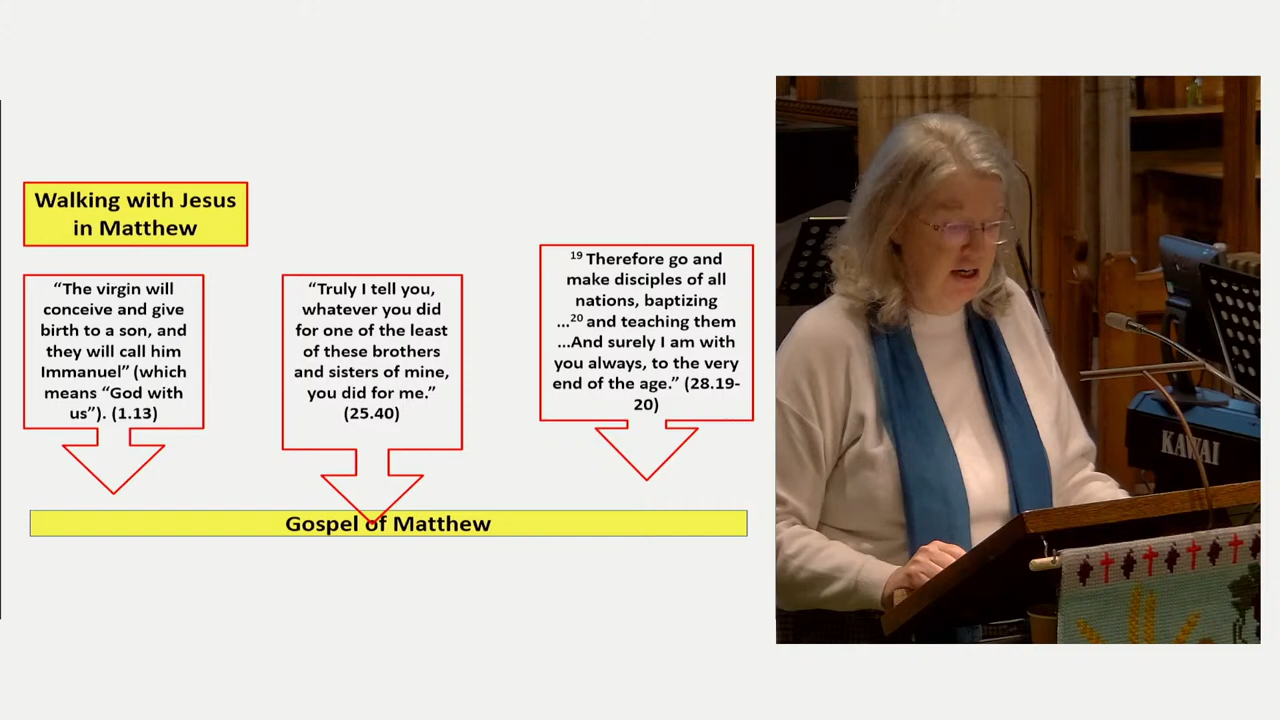 Walking with Jesus
in Matthew
“The virgin will
conceive and give
birth to a son, and
they will call him
Immanuel” (which
means “God with
us”). (1.13)
“Truly I tell you,
whatever you did
for one of the least
of these brothers
and sisters of mine,
you did for me.”
(25.40)
19 Therefore go and
make disciples of all
nations, baptizing
...20 and teaching them
...And surely I am with
you always, to the very
end of the age.” (28.19-
20)
Gospel of Matthew
KAWAI